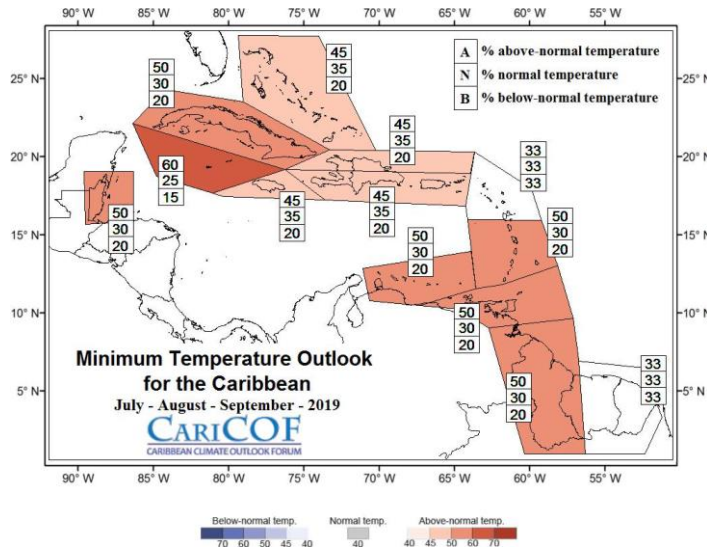 A % above-normal temperature
N % normal temperature
B % below-normal temperature
90° W 85° W 80° W 75° W 70° W 65° W 60° W 55° W
25° N
20° N
15° N
10° N
5° N
25° N
20° N
15° N
10° N
5° N
45
35
20
50
30
20
45
35
20
33
33
33
60
25
15
45
35
20
45
35
20
50
30
20
50
30
20
50
30
20
50
30
20
50
30
20
33
33
33
Minimum Temperature Outlook
for the Caribbean
July - August - September - 2019
CARICOF
CARIBBEAN CLIMATE OUTLOOK FORUM
90° W 85° W 80° W 75° W 70° W 65° W 60° W 55° W
Below-normal temp. Normal temp. Above-normal temp.
70 60 50 45 40 40 40 45 50 60 70